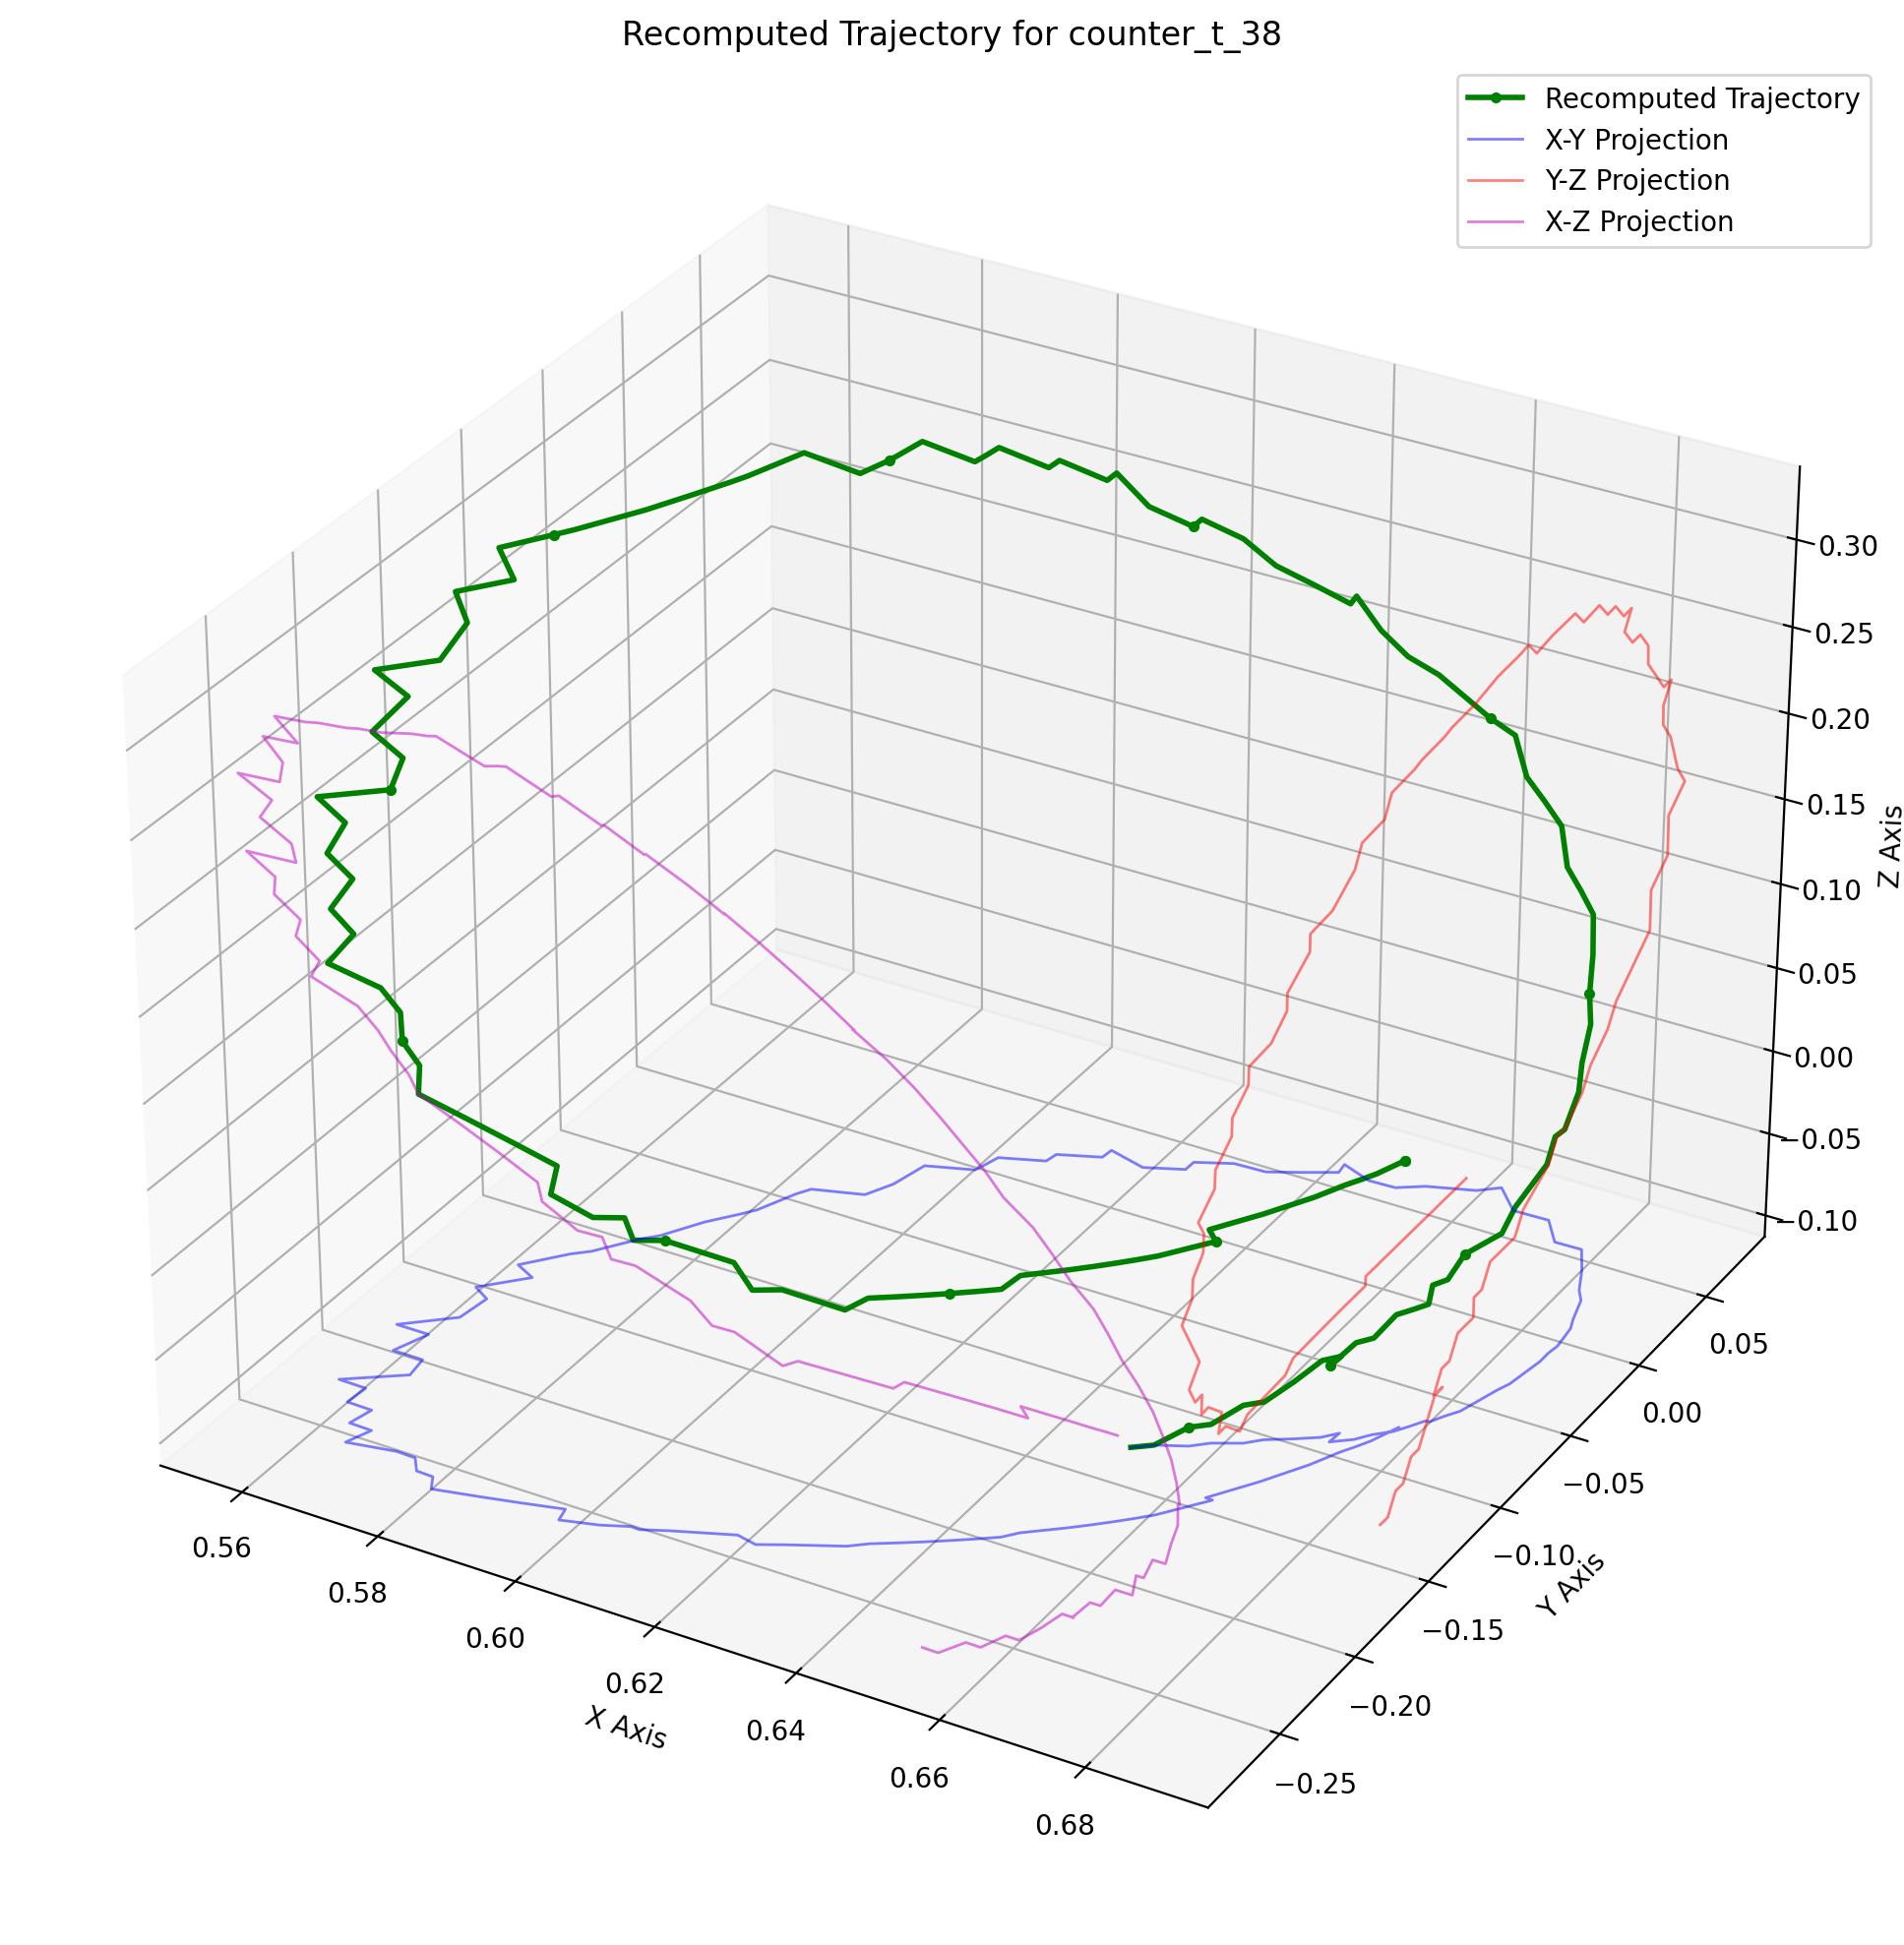 Recomputed Trajectory for counter_t_38
Recomputed Trajectory
X-Y Projection
Y-Z Projection
X-Z Projection
0.30
0.25
0.20
0.15
0.10
0.05
0.00
−0.05
−0.10
Z Axis
0.05
0.00
−0.05
−0.10
−0.15
−0.20
−0.25
Y Axis
0.56
0.58
0.60
0.62
0.64
0.66
0.68
X Axis